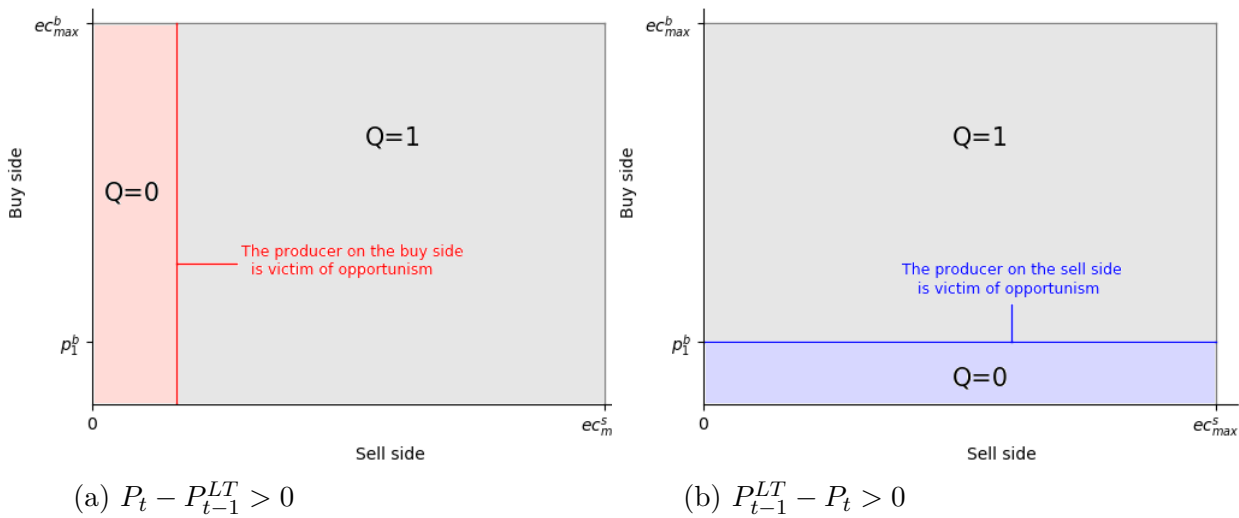 ec^b_max
Buy side
Q=1
Q=0
The producer on the buy side
is victim of opportunism
p^b_1
0
ec^s_m
Sell side
(a) P_t − P^{LT}_{t−1} > 0
ec^b_max
Buy side
Q=1
The producer on the sell side
is victim of opportunism
p^b_1
Q=0
0
ec^s_max
Sell side
(b) P^{LT}_{t−1} − P_t > 0